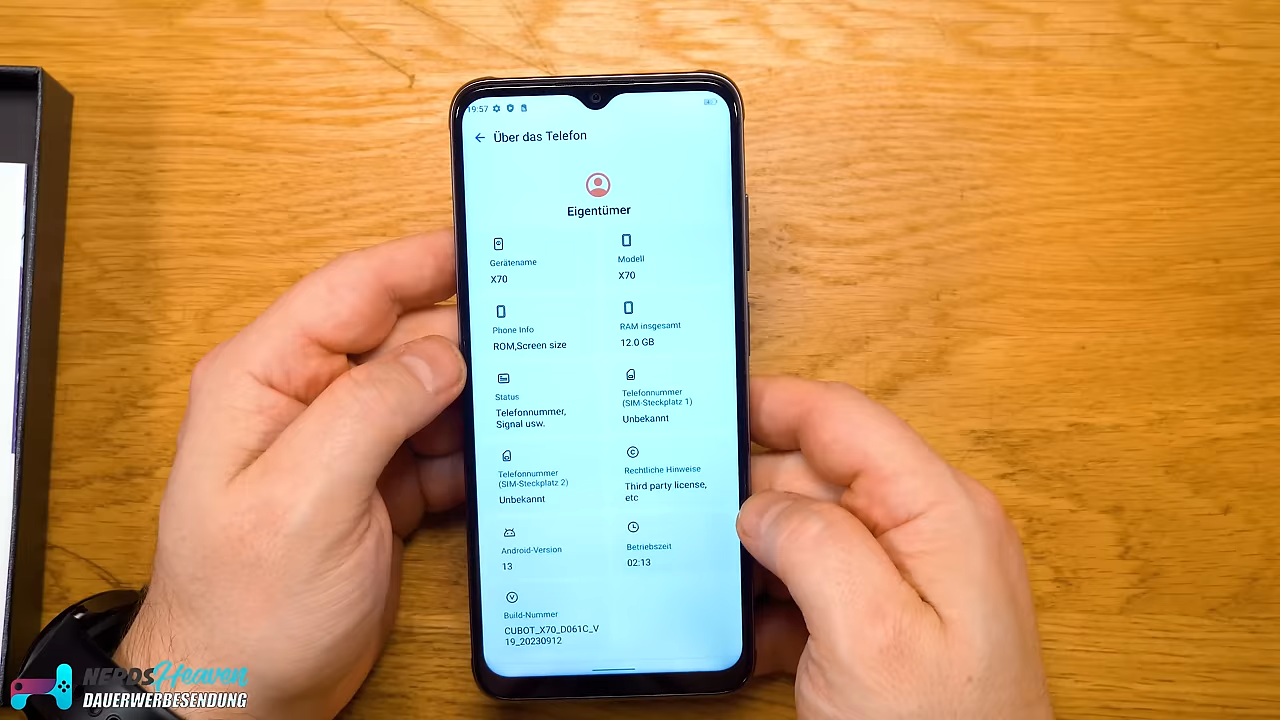 19:57
Über das Telefon
Eigentümer
Gerätename
X70
Modell
X70
Phone Info
ROM,Screen size
RAM insgesamt
12.0 GB
Status
Telefonnummer,
Signal usw.
Telefonnummer
(SIM-Steckplatz 1)
Unbekannt
Telefonnummer
(SIM-Steckplatz 2)
Unbekannt
Rechtliche Hinweise
Third party license,
etc
Android-Version
13
Betriebszeit
02:13
Build-Nummer
CUBOT_X70_D061C_V
19_20230912
NERDSHeaven
DAUERWERBESENDUNG